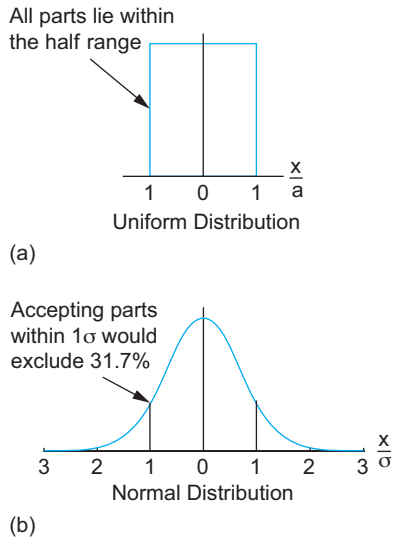 All parts lie within
the half range
x
a
1 0 1
Uniform Distribution
(a)
Accepting parts
within 1σ would
exclude 31.7%
x
σ
3 2 1 0 1 2 3
Normal Distribution
(b)